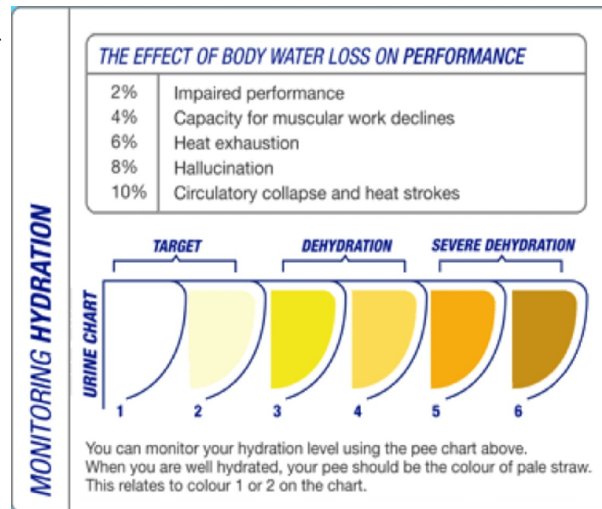 MONITORING HYDRATION
THE EFFECT OF BODY WATER LOSS ON PERFORMANCE
2% Impaired performance
4% Capacity for muscular work declines
6% Heat exhaustion
8% Hallucination
10% Circulatory collapse and heat strokes
TARGET DEHYDRATION SEVERE DEHYDRATION
URINE CHART
1 2 3 4 5 6
You can monitor your hydration level using the pee chart above.
When you are well hydrated, your pee should be the colour of pale straw.
This relates to colour 1 or 2 on the chart.